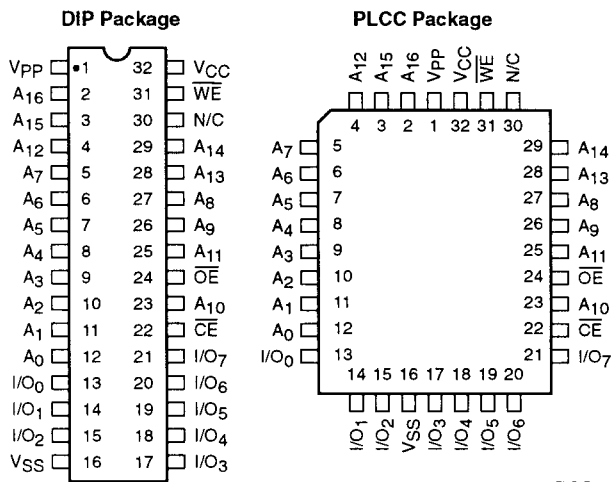 DIP Package
VPP 1 32 VCC
A16 2 31 WE
A15 3 30 N/C
A12 4 29 A14
A7 5 28 A13
A6 6 27 A8
A5 7 26 A9
A4 8 25 A11
A3 9 24 OE
A2 10 23 A10
A1 11 22 CE
A0 12 21 I/O7
I/O0 13 20 I/O6
I/O1 14 19 I/O5
I/O2 15 18 I/O4
VSS 16 17 I/O3
PLCC Package
A12 A15 A16 VPP VCC WE N/C
4 3 2 1 32 31 30
A7 5 29 A14
A6 6 28 A13
A5 7 27 A8
A4 8 26 A9
A3 9 25 A11
A2 10 24 OE
A1 11 23 A10
A0 12 22 CE
I/O0 13 21 I/O7
14 15 16 17 18 19 20
I/O1 I/O2 VSS I/O3 I/O4 I/O5 I/O6